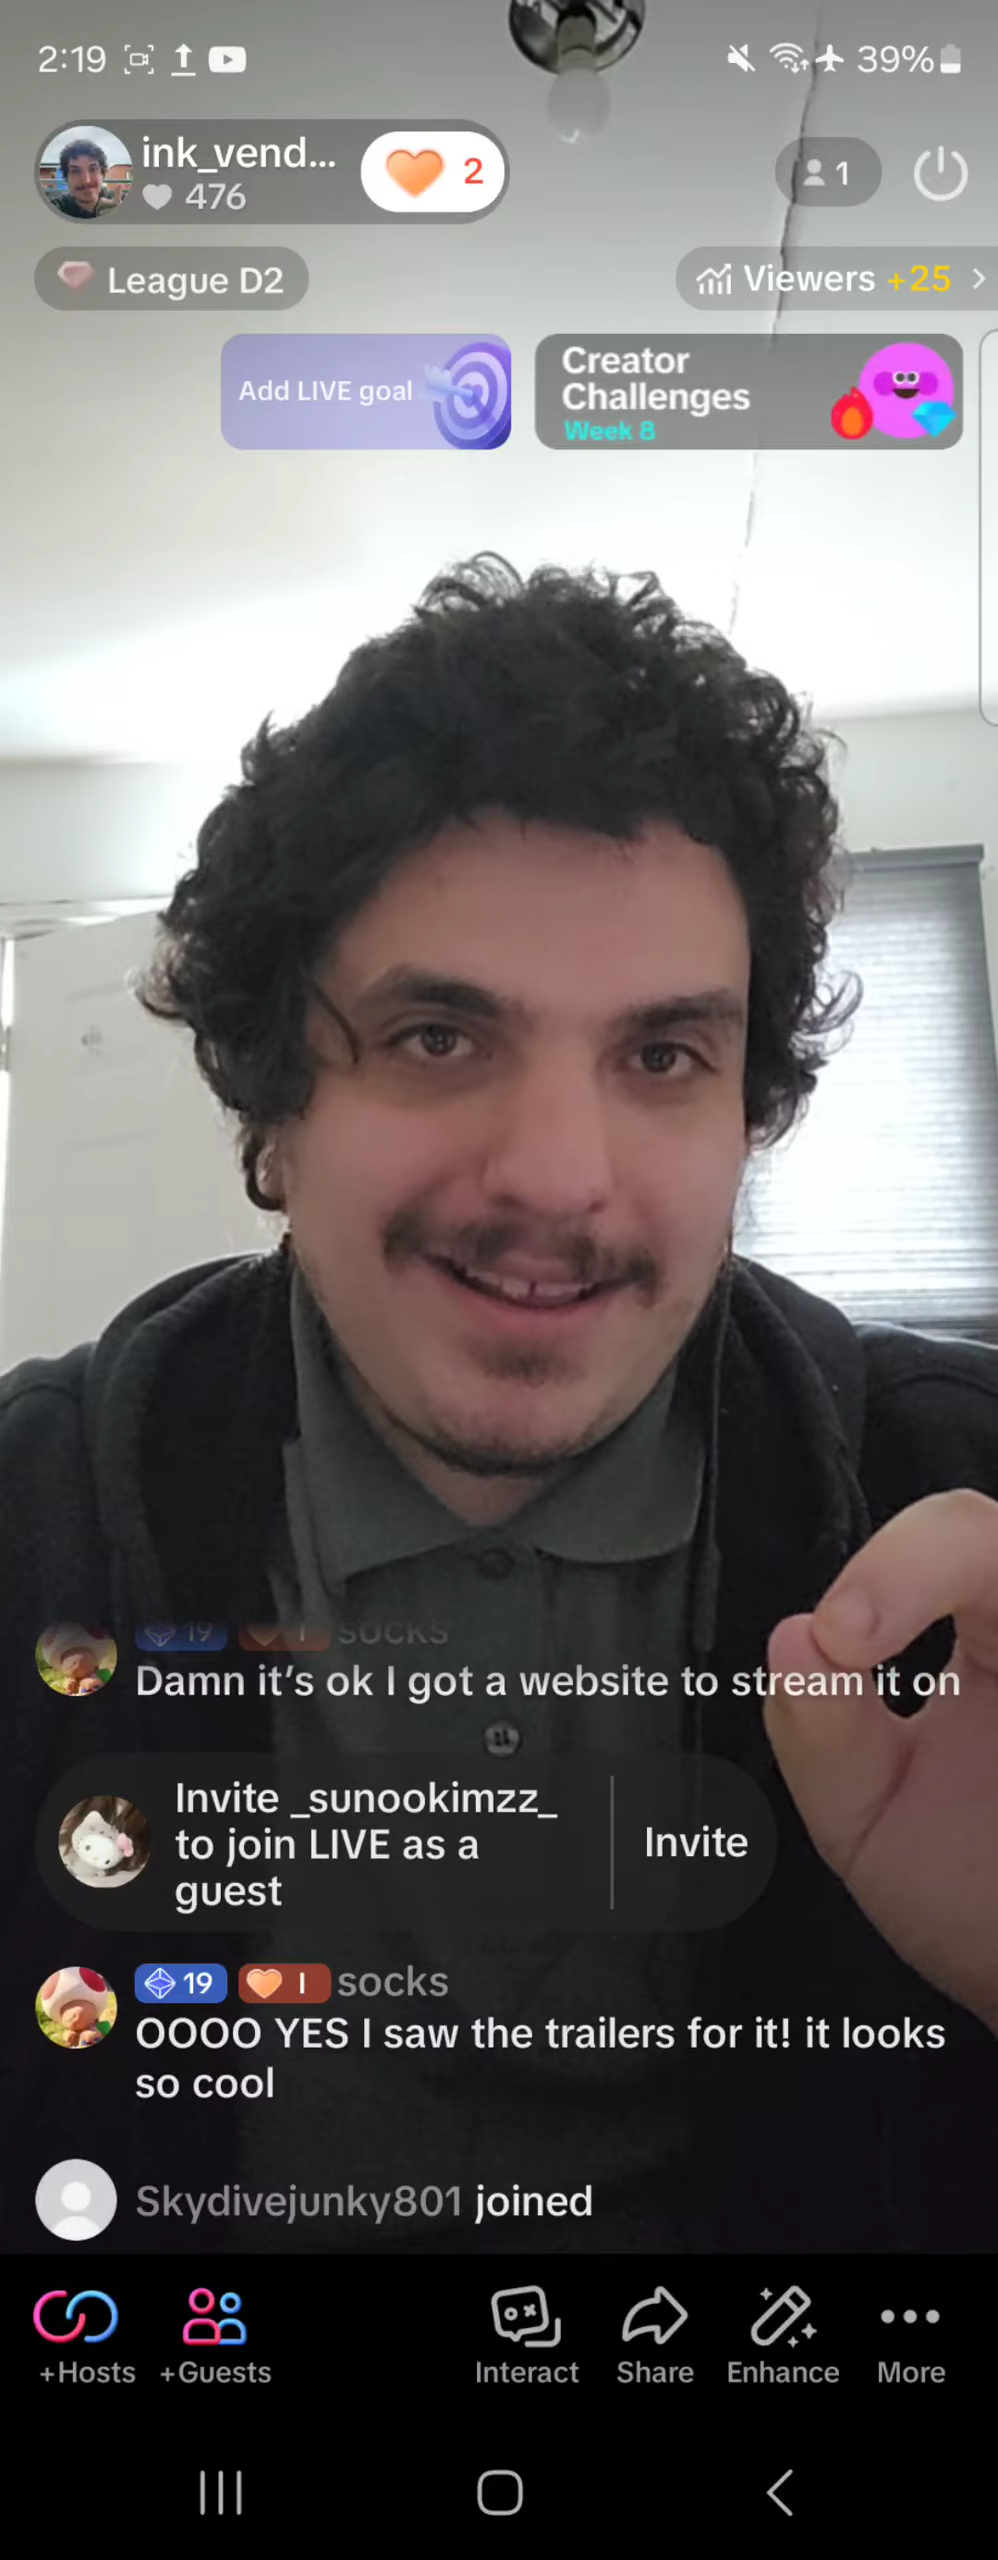 2:19
39%
ink_vend...
476
2
1
League D2
Viewers +25 >
Add LIVE goal
Creator
Challenges
Week 8
19 I socks
Damn it's ok I got a website to stream it on
Invite _sunookimzz_
to join LIVE as a
guest
Invite
19 I socks
OOOO YES I saw the trailers for it! it looks
so cool
Skydivejunky801 joined
+Hosts
+Guests
Interact
Share
Enhance
More